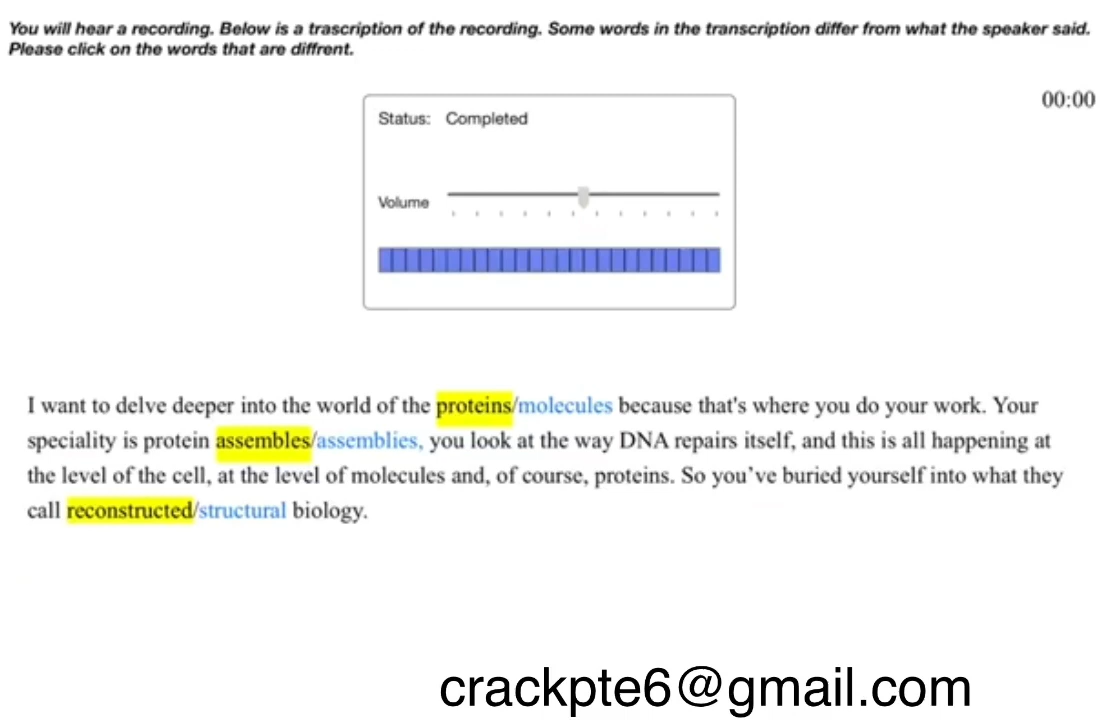 You will hear a recording. Below is a trascription of the recording. Some words in the transcription differ from what the speaker said.
Please click on the words that are diffrent.
00:00
Status: Completed
Volume
I want to delve deeper into the world of the proteins/molecules because that's where you do your work. Your
speciality is protein assembles/assemblies, you look at the way DNA repairs itself, and this is all happening at
the level of the cell, at the level of molecules and, of course, proteins. So you’ve buried yourself into what they
call reconstructed/structural biology.
crackpte6@gmail.com